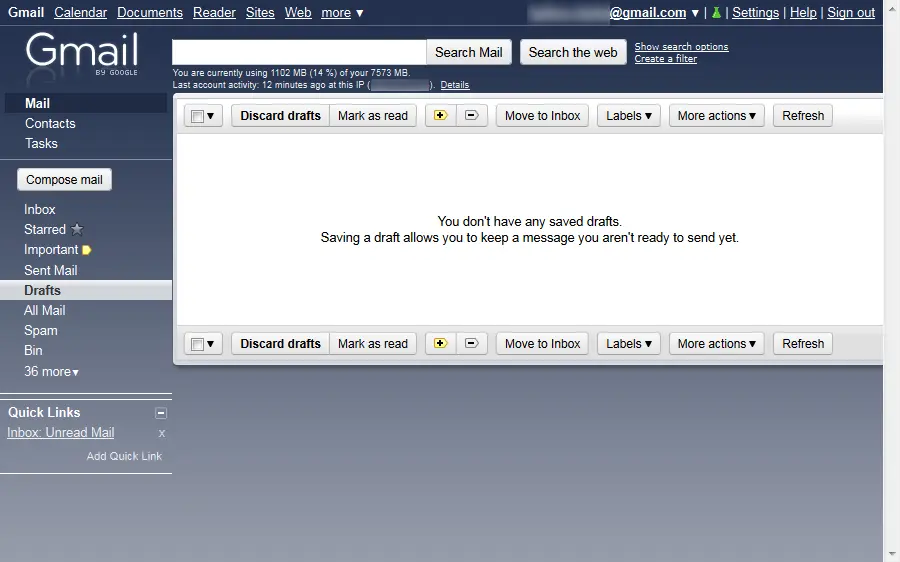 Gmail Calendar Documents Reader Sites Web more ▼ @gmail.com ▼ | | Settings | Help | Sign out
Gmail
BY GOOGLE
Search Mail Search the web
Show search options
Create a filter
You are currently using 1102 MB (14 %) of your 7573 MB.
Last account activity: 12 minutes ago at this IP ( ). Details
Mail
Contacts
Tasks
Compose mail
Inbox
Starred
Important
Sent Mail
Drafts
All Mail
Spam
Bin
36 more▼
Quick Links
Inbox: Unread Mail x
Add Quick Link
▼ Discard drafts Mark as read Move to Inbox Labels ▼ More actions ▼ Refresh
You don't have any saved drafts.
Saving a draft allows you to keep a message you aren't ready to send yet.
▼ Discard drafts Mark as read Move to Inbox Labels ▼ More actions ▼ Refresh